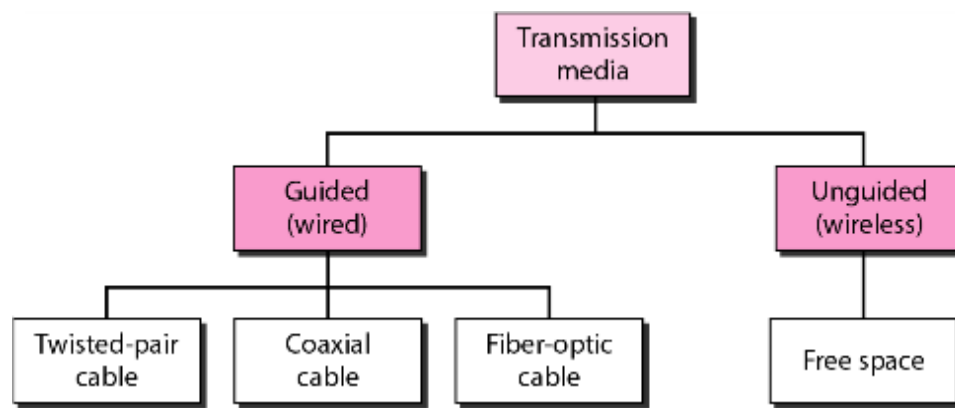 Transmission
media
Guided
(wired)
Unguided
(wireless)
Twisted-pair
cable
Coaxial
cable
Fiber-optic
cable
Free space